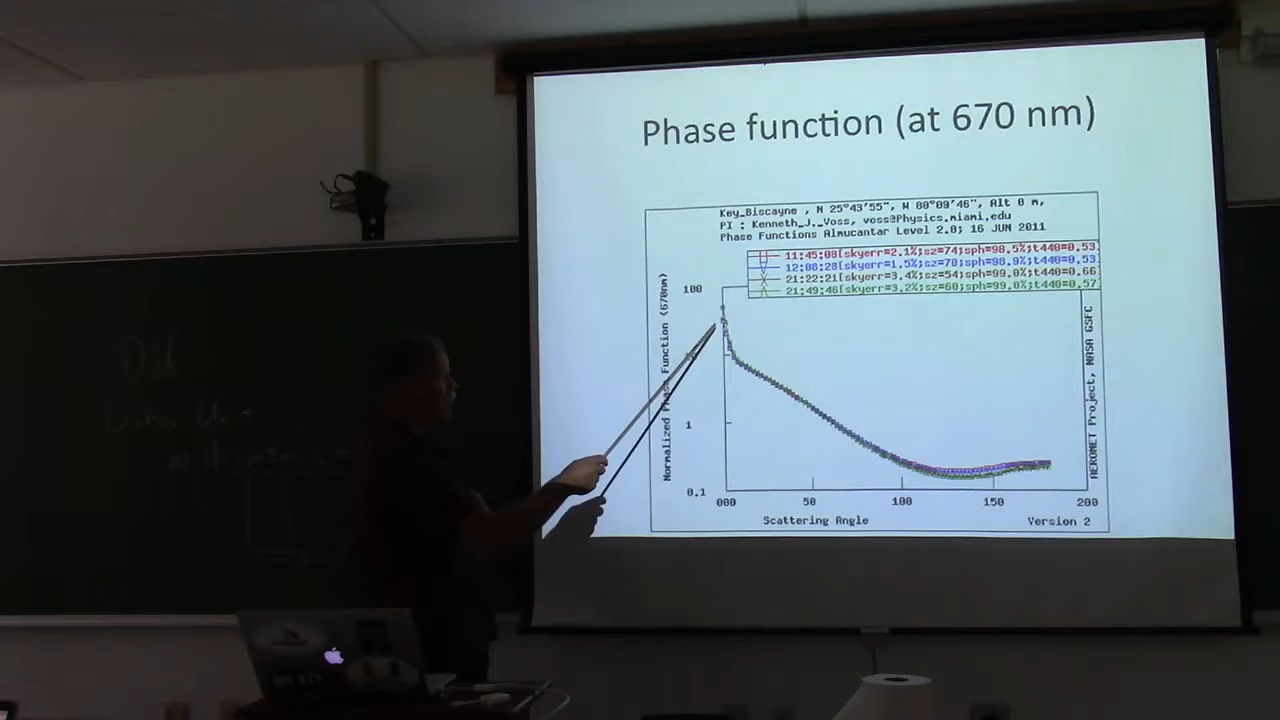 Phase function (at 670 nm)
Key_Biscayne , N 25°43'55", W 80°09'46", Alt 0 m,
PI : Kenneth_J._Voss, voss@Physics.miami.edu
Phase Functions Almucantar Level 2.0; 16 JUN 2011
11:45:08[skyerr=2.1%;sz=74;sph=98.5%;t440=0.53
12:08:28[skyerr=1.5%;sz=70;sph=98.9%;t440=0.53
21:22:21[skyerr=3.4%;sz=54;sph=99.0%;t440=0.66
21:49:46[skyerr=3.2%;sz=60;sph=99.0%;t440=0.57
Normalized Phase Function (670nm)
100
1
0.1
000 50 100 150 200
Scattering Angle
Version 2
AERONET Project, NASA GSFC